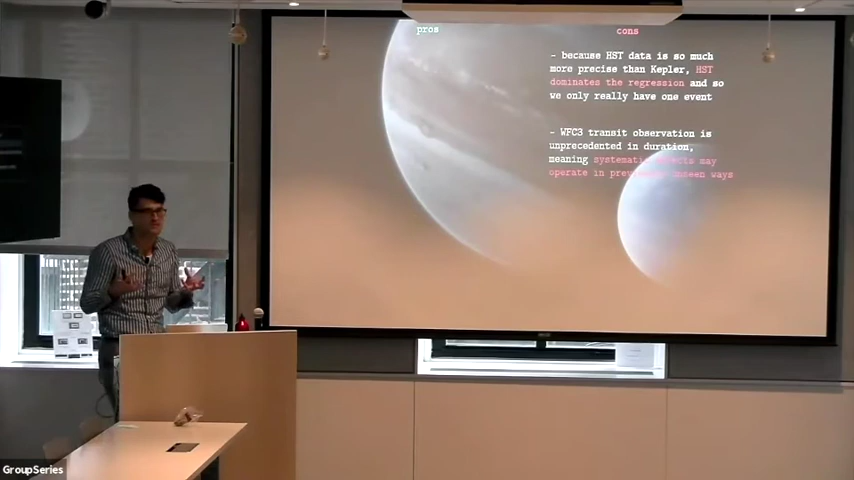 pros
cons
- because HST data is so much
more precise than Kepler, HST
dominates the regression and so
we only really have one event
- WFC3 transit observation is
unprecedented in duration,
meaning systematic effects may
operate in previously unseen ways
GroupSeries